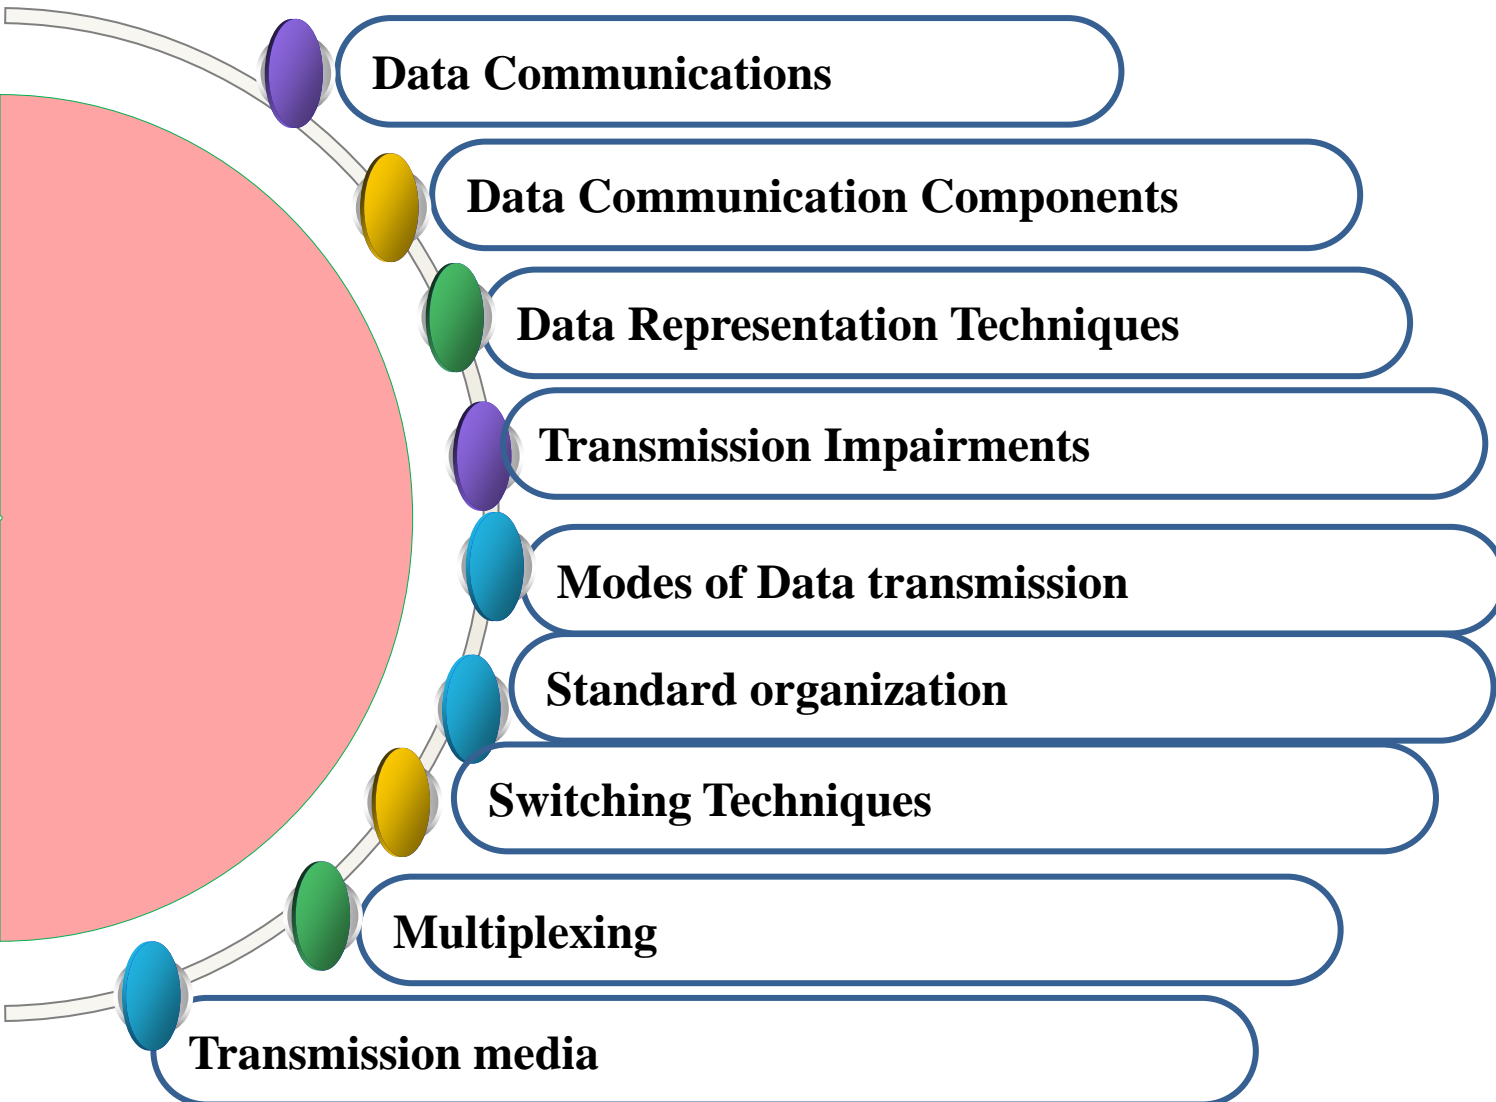 Data Communications
Data Communication Components
Data Representation Techniques
Transmission Impairments
Modes of Data transmission
Standard organization
Switching Techniques
Multiplexing
Transmission media